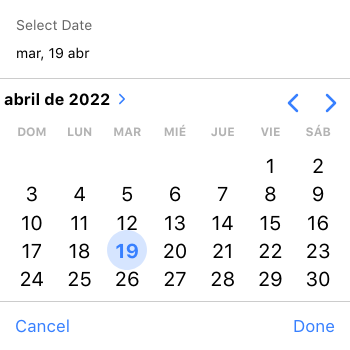 Select Date
mar, 19 abr
abril de 2022
DOM LUN MAR MIÉ JUE VIE SÁB
1 2
3 4 5 6 7 8 9
10 11 12 13 14 15 16
17 18 19 20 21 22 23
24 25 26 27 28 29 30
Cancel Done